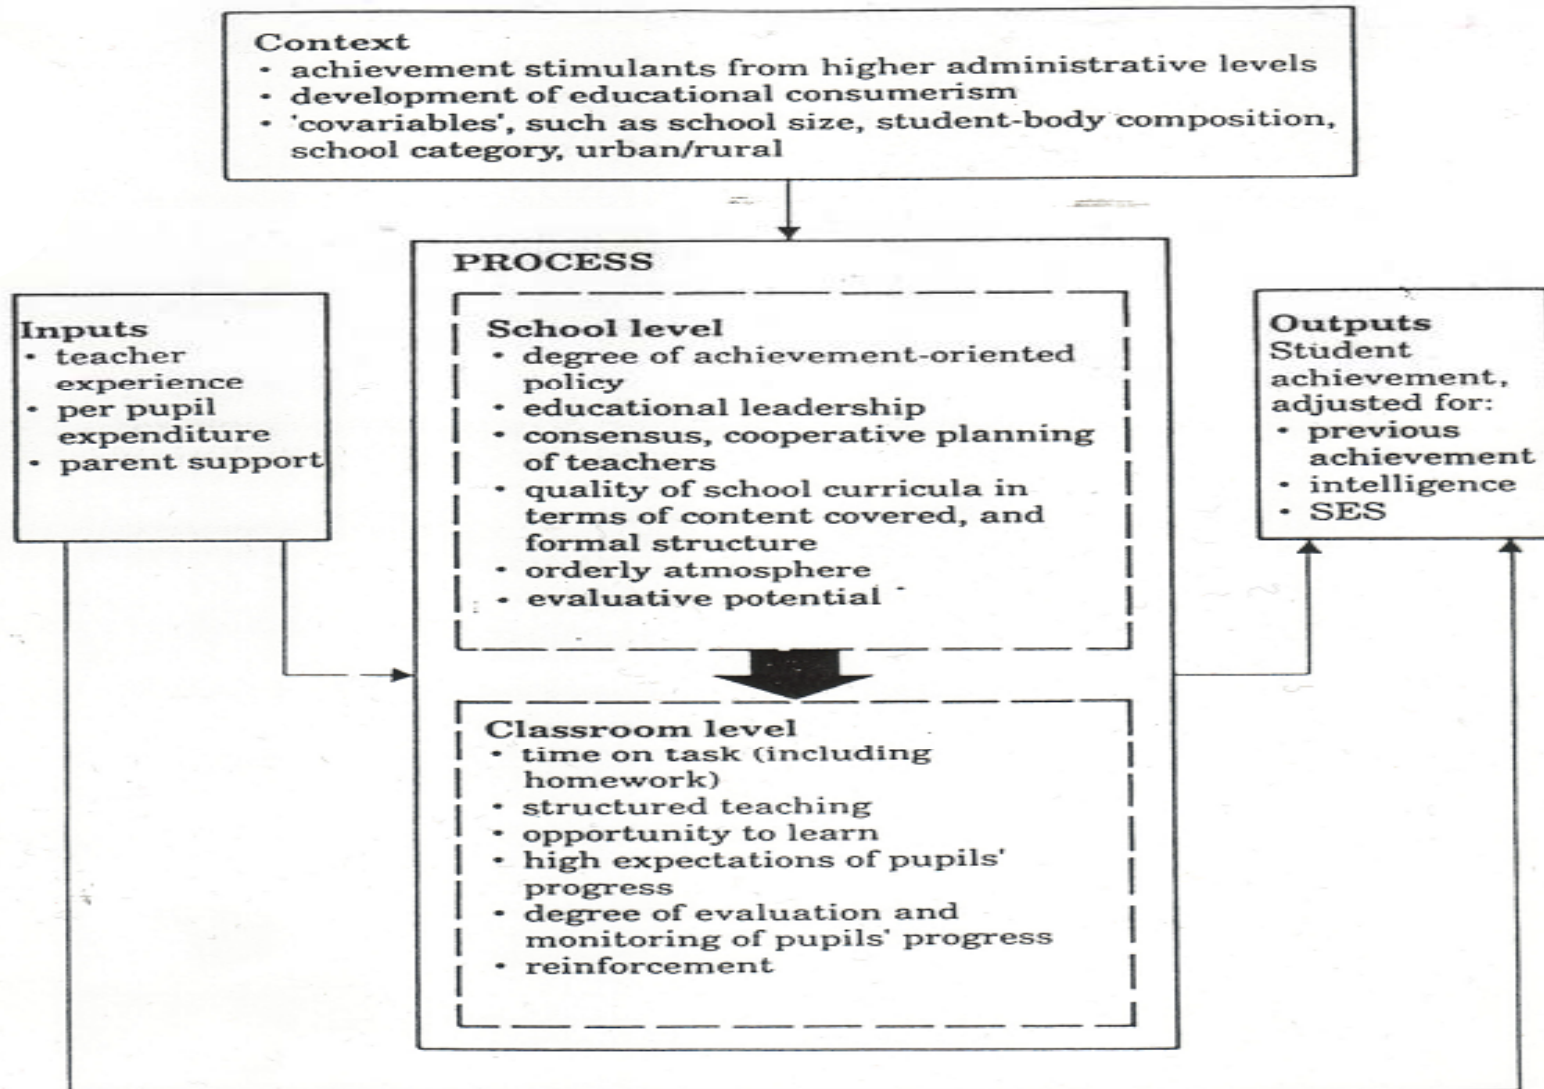 Context
• achievement stimulants from higher administrative levels
• development of educational consumerism
• 'covariables', such as school size, student-body composition,
school category, urban/rural
PROCESS
Inputs
• teacher
experience
• per pupil
expenditure
• parent support
School level
• degree of achievement-oriented
policy
• educational leadership
• consensus, cooperative planning
of teachers
• quality of school curricula in
terms of content covered, and
formal structure
• orderly atmosphere
• evaluative potential
Classroom level
• time on task (including
homework)
• structured teaching
• opportunity to learn
• high expectations of pupils'
progress
• degree of evaluation and
monitoring of pupils' progress
• reinforcement
Outputs
Student
achievement,
adjusted for:
• previous
achievement
• intelligence
• SES